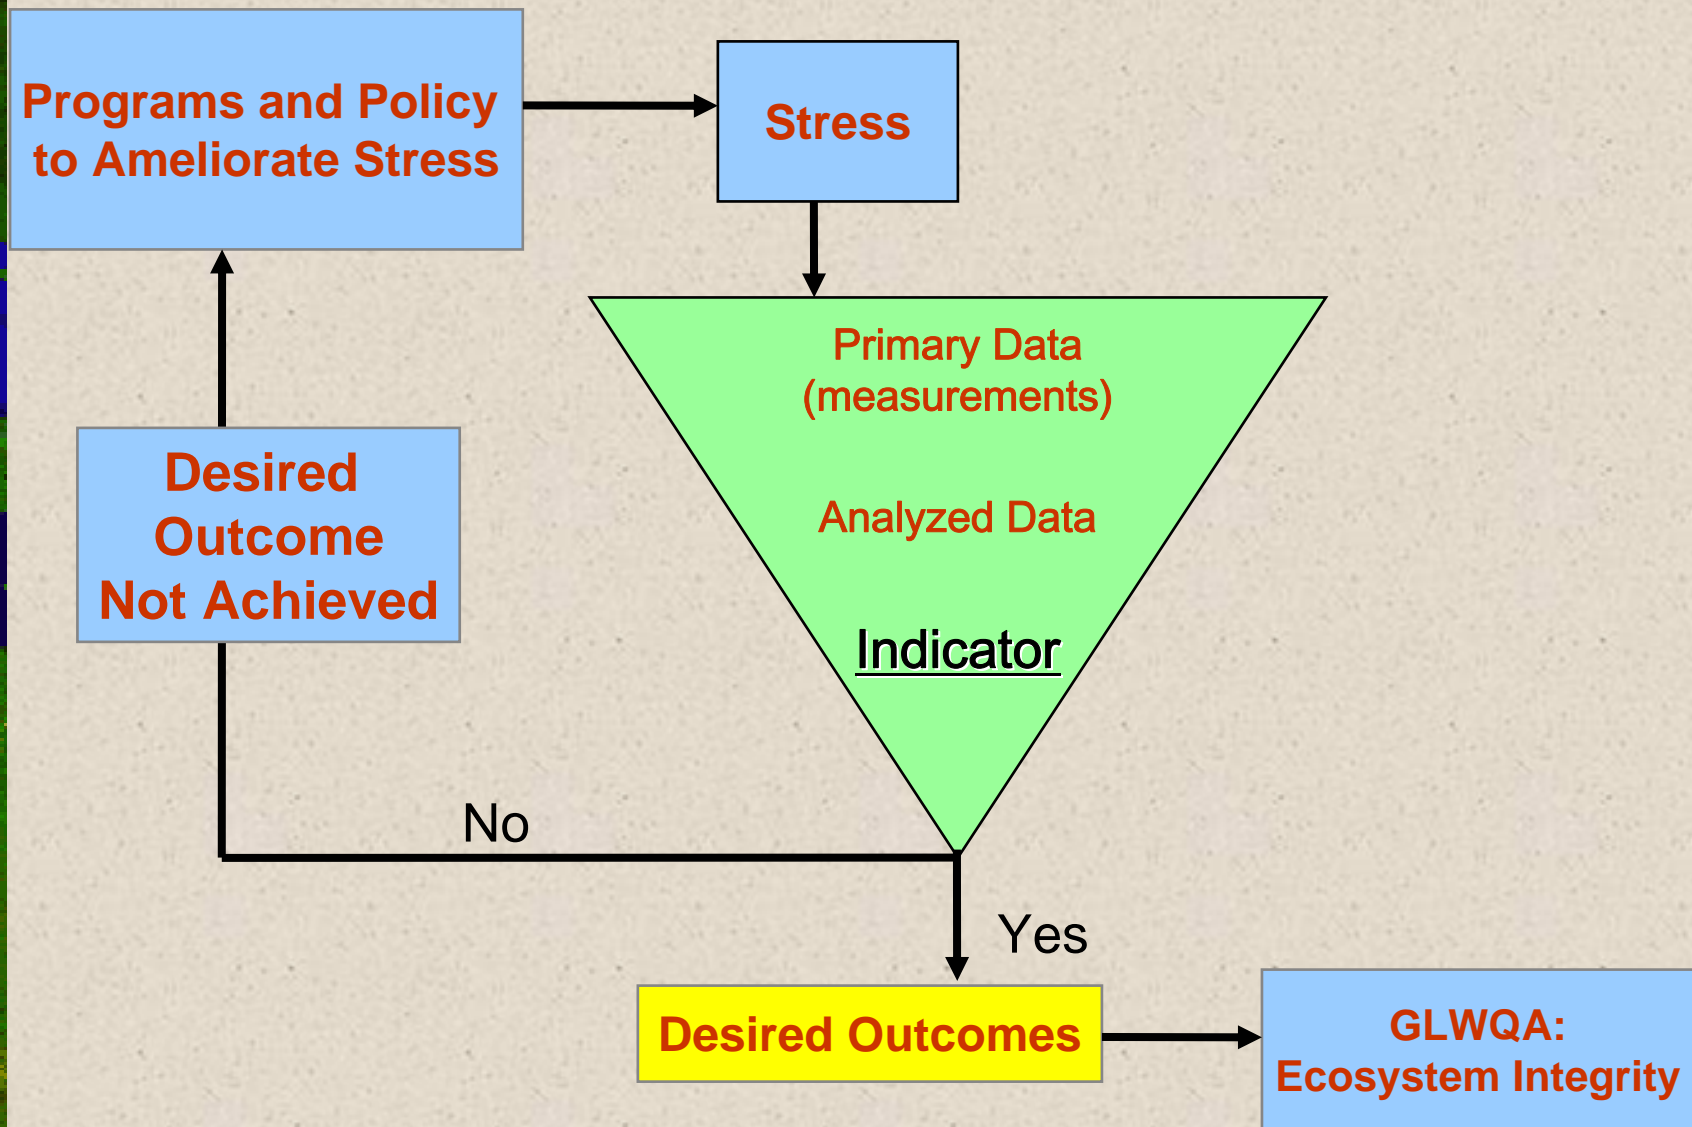 Programs and Policy
to Ameliorate Stress
Stress
Primary Data
(measurements)
Analyzed Data
Indicator
Desired
Outcome
Not Achieved
No
Yes
Desired Outcomes
GLWQA:
Ecosystem Integrity